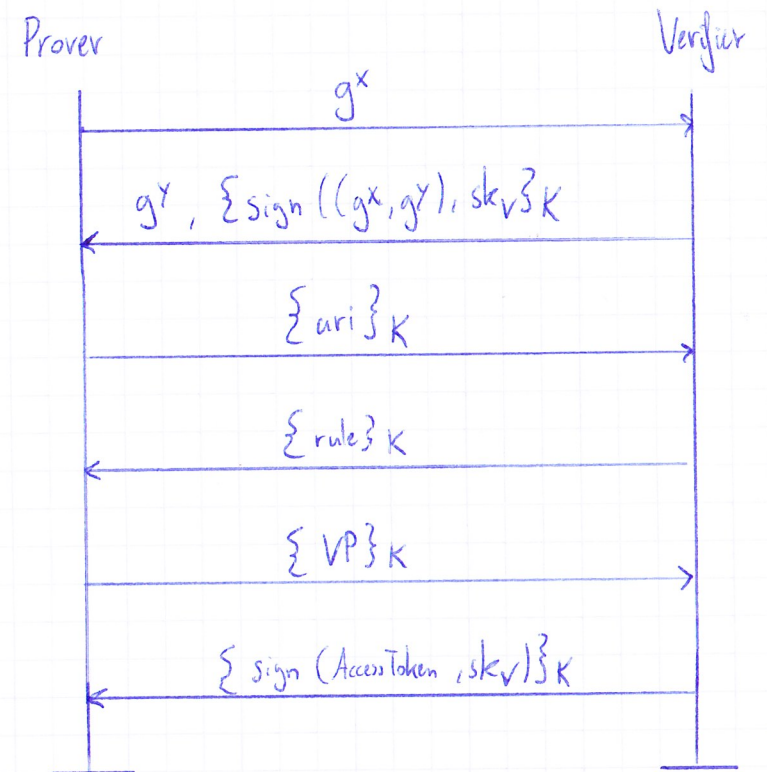 Prover Verifier
g^x
g^y , {sign((g^x, g^y), sk_v}_K
{uri}_K
{rule}_K
{VP}_K
{sign (AccessToken , sk_v)}_K